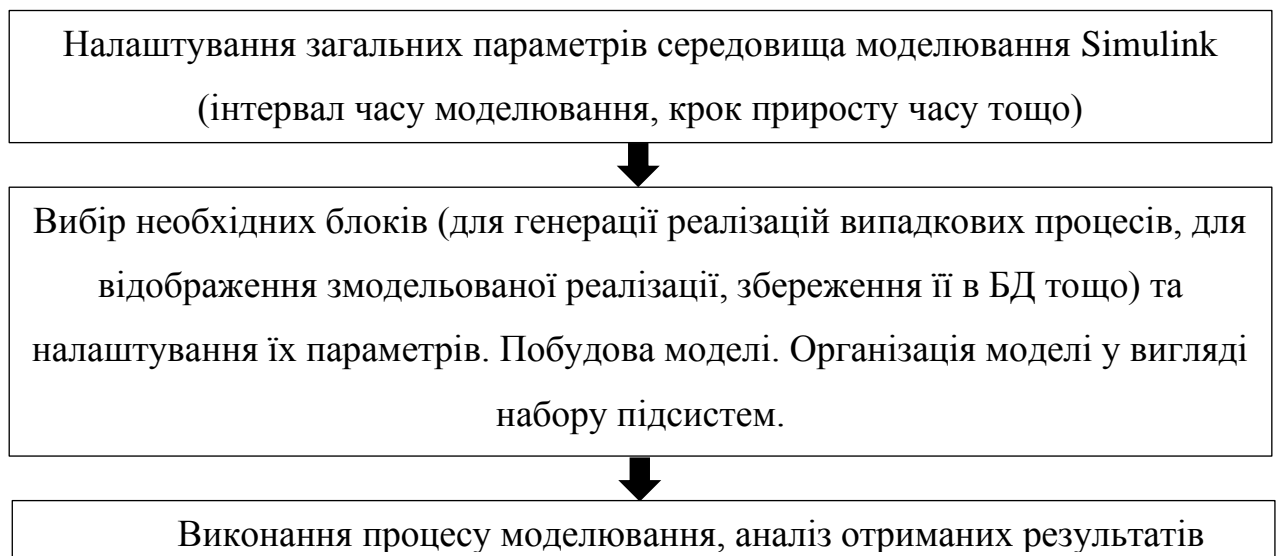 Налаштування загальних параметрів середовища моделювання Simulink
(інтервал часу моделювання, крок приросту часу тощо)
Вибір необхідних блоків (для генерації реалізацій випадкових процесів, для
відображення змодельованої реалізації, збереження її в БД тощо) та
налаштування їх параметрів. Побудова моделі. Організація моделі у вигляді
набору підсистем.
Виконання процесу моделювання, аналіз отриманих результатів